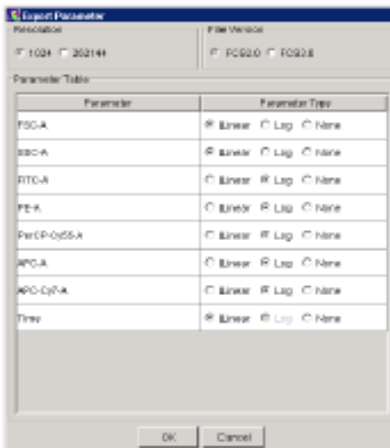 Export Parameter
Resolution
File Version
1024 262144
FCS2.0 FCS3.0
Parameter Table
Parameter Parameter Type
FSC-A Linear Log None
SSC-A Linear Log None
FITC-A Linear Log None
PE-A Linear Log None
PerCP-Cy55-A Linear Log None
APC-A Linear Log None
APC-Cy7-A Linear Log None
Time Linear Log None
OK Cancel